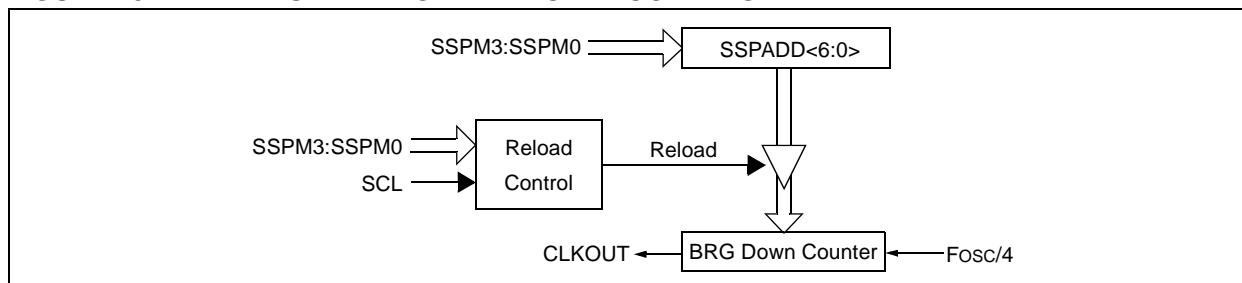 SSPM3:SSPM0
SSPADD<6:0>
SSPM3:SSPM0
SCL
Reload
Control
Reload
CLKOUT
BRG Down Counter
FOSC/4